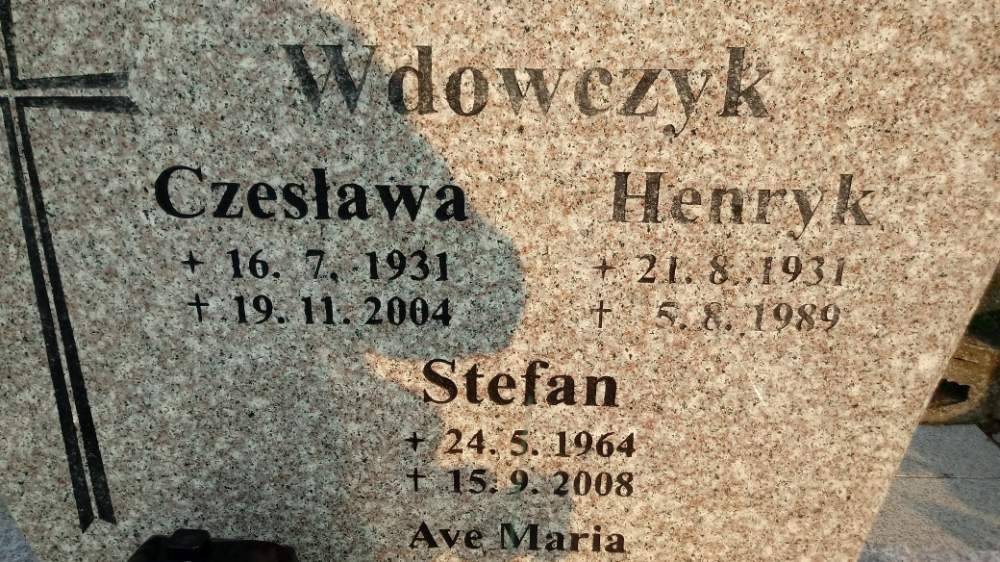 Wdowczyk
Czesława Henryk
+ 16. 7. 1931 + 21. 8. 1931
† 19. 11. 2004 † 5. 8. 1989
Stefan
+ 24. 5. 1964
† 15. 9. 2008
Ave Maria